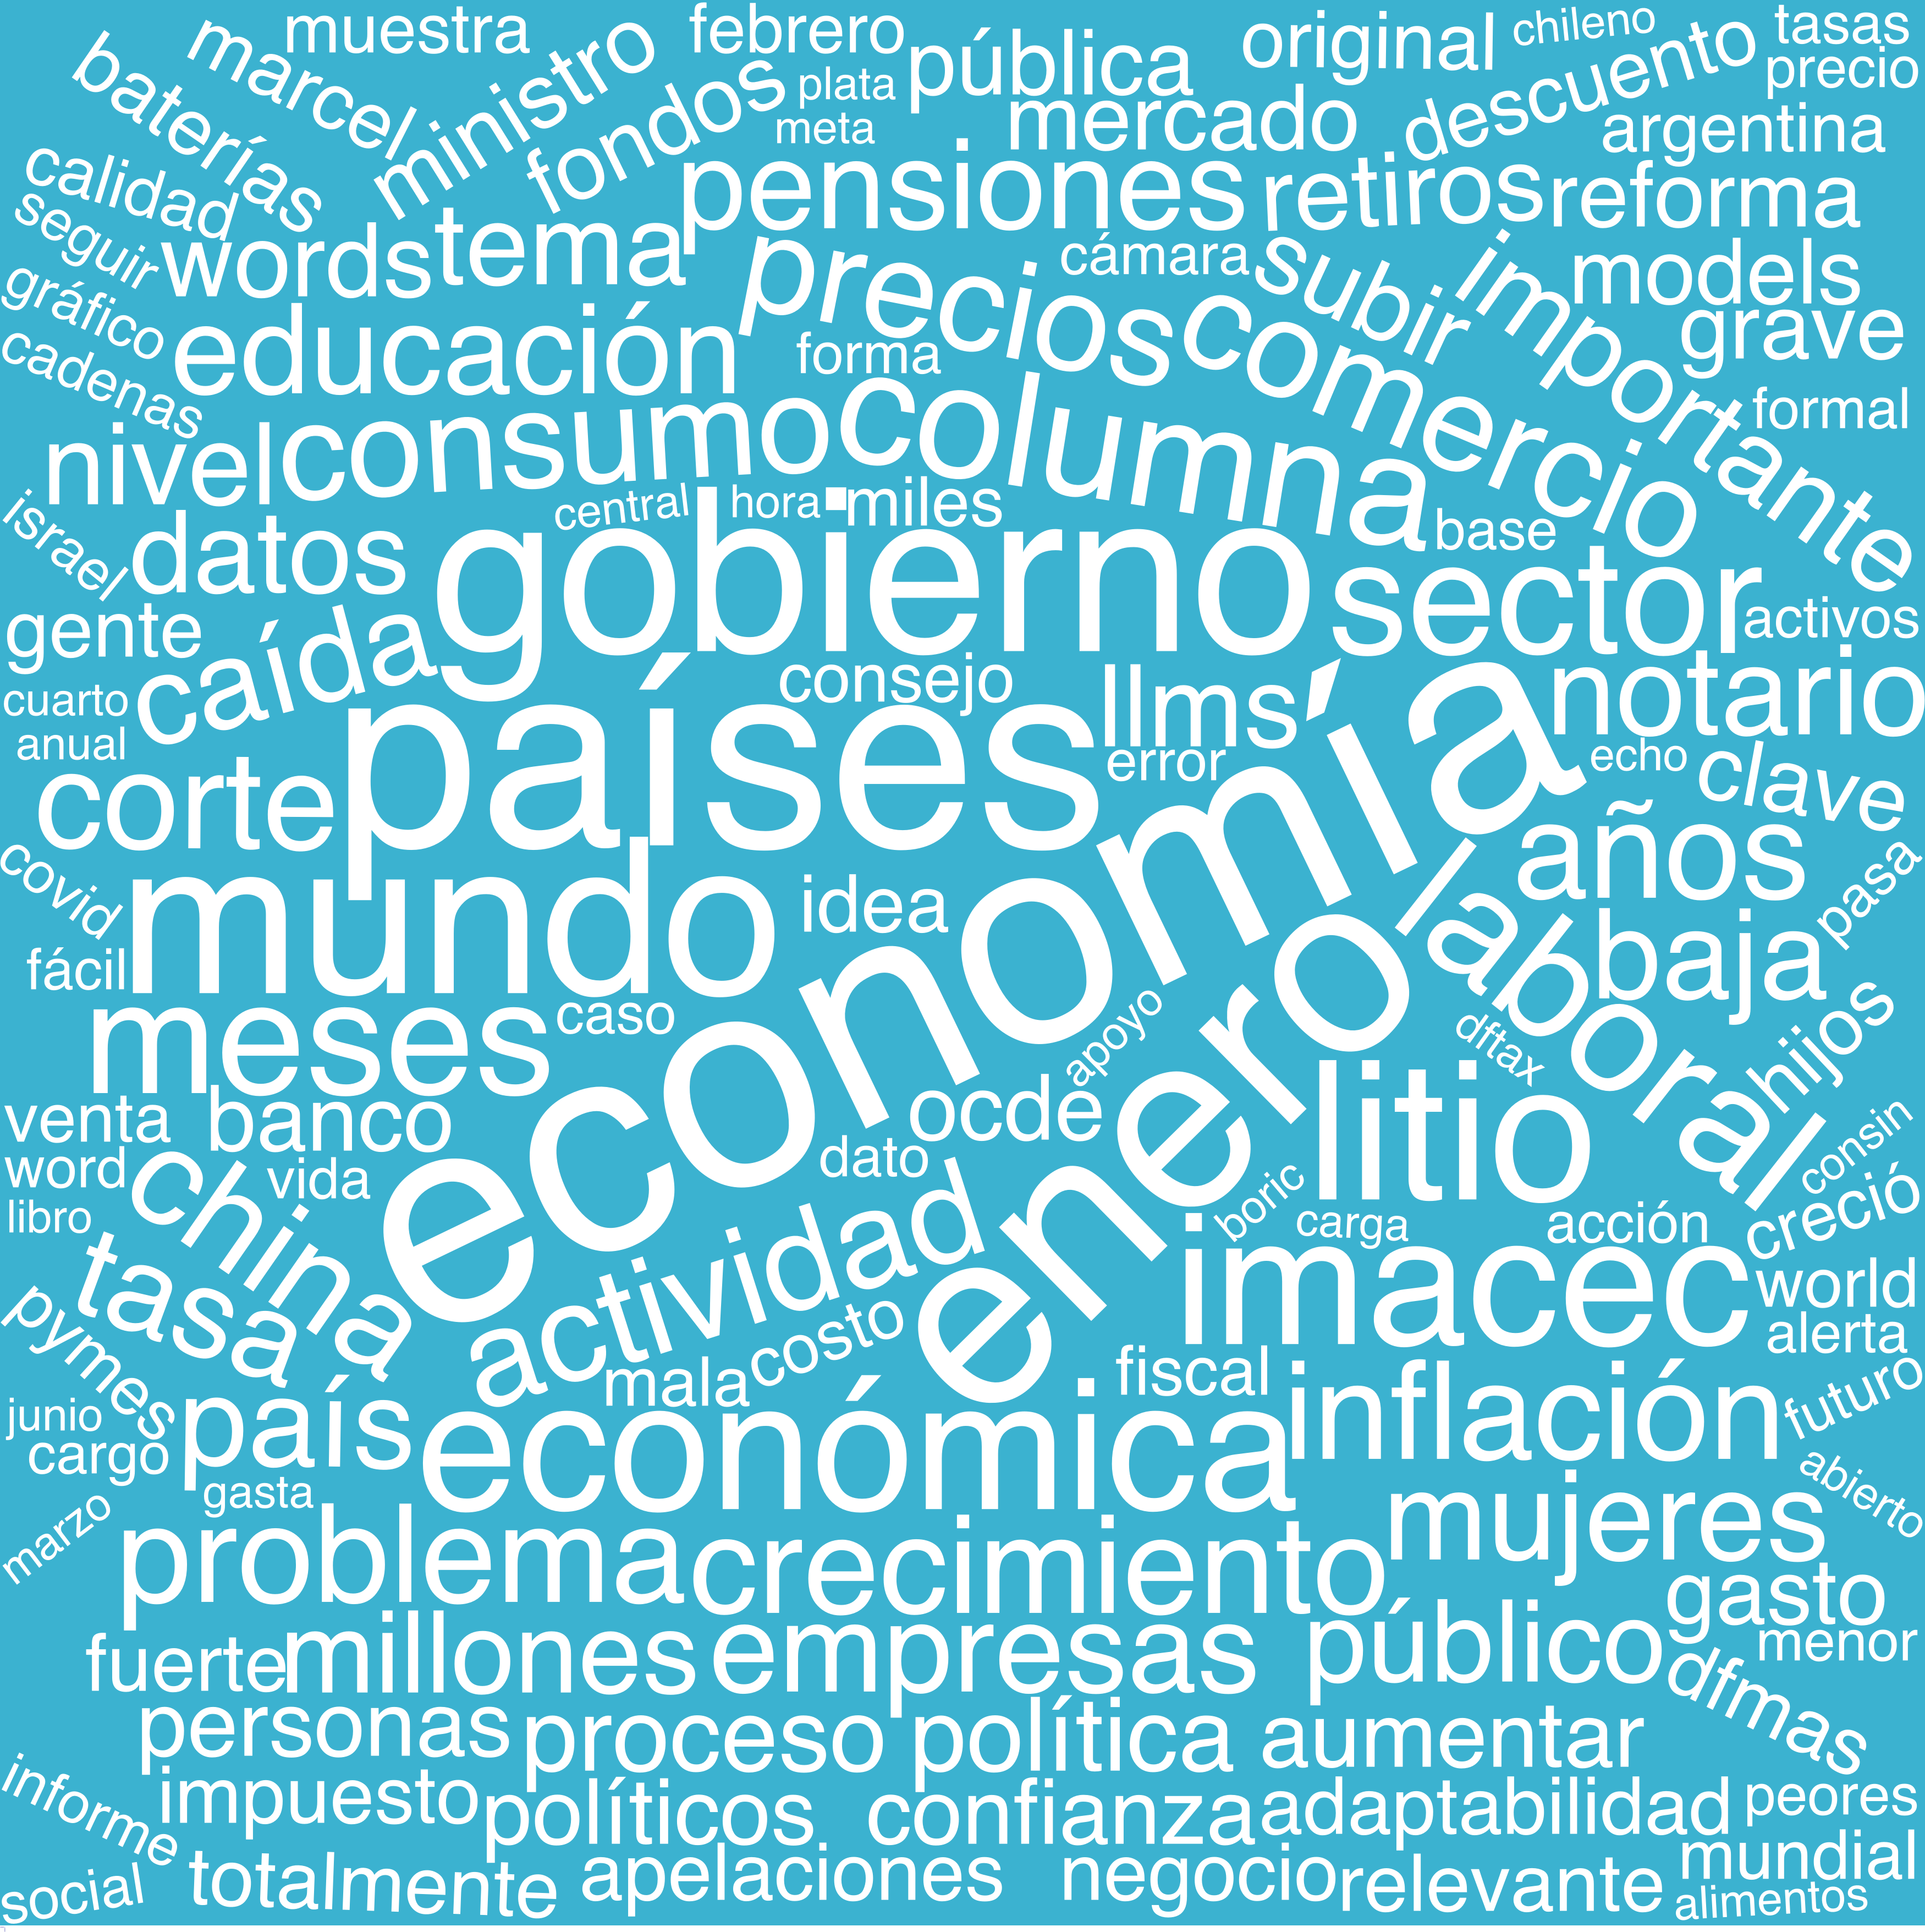 muestra
febrero
original
chileno
tasas
marcel
ministro
pública
descuento
precio
baterías
fondos
plata
mercado
argentina
meta
calidad
pensiones
retiros
reforma
seguir
words
tema
precios
cámara
subir
importante
models
gráfico
educación
forma
comercio
grave
cadenas
nivel
consumo
columna
formal
israel
datos
central
hora
miles
base
gobierno
sector
gente
caída
activos
cuarto
países
consejo
llms
notario
anual
error
echo
clave
corte
economía
años
covid
mundo
idea
laboral
pasa
fácil
baja
meses
caso
enero
apoyo
dftax
hijos
venta
banco
ocde
litio
word
china
vida
dato
boric
consin
libro
actividad
carga
acción
creció
tasa
imacec
world
pymes
costo
alerta
mala
fiscal
junio
país
económica
inflación
futuro
cargo
gasta
abierto
marzo
problema
crecimiento
mujeres
gasto
fuerte
millones
empresas
público
menor
dfmas
personas
proceso
política
aumentar
informe
impuesto
políticos
confianza
adaptabilidad
peores
social
totalmente
apelaciones
negocio
relevante
mundial
alimentos